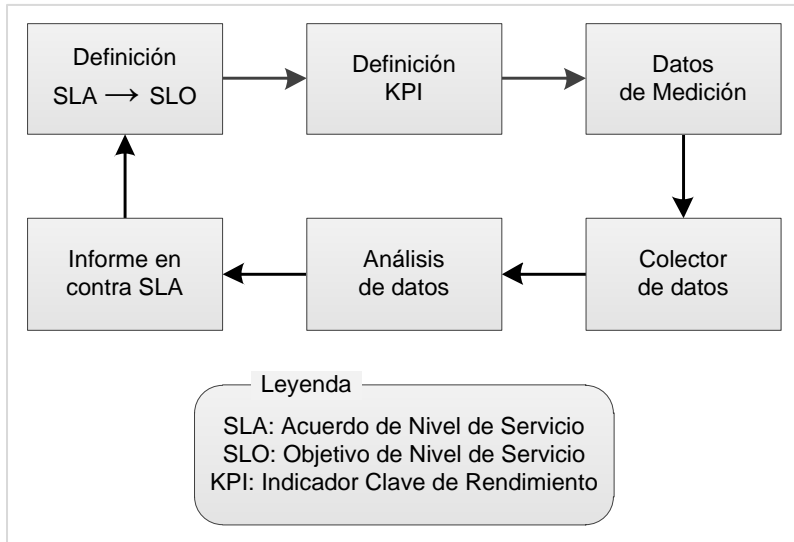 Definición
SLA → SLO
Definición
KPI
Datos
de Medición
Informe en
contra SLA
Análisis
de datos
Colector
de datos
Leyenda
SLA: Acuerdo de Nivel de Servicio
SLO: Objetivo de Nivel de Servicio
KPI: Indicador Clave de Rendimiento